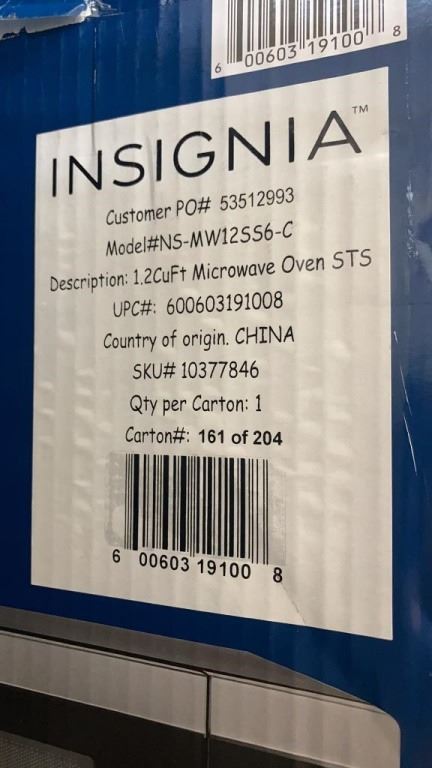 6 00603 19100 8
INSIGNIA™
Customer PO# 53512993
Model#NS-MW12SS6-C
Description: 1.2CuFt Microwave Oven STS
UPC#: 600603191008
Country of origin. CHINA
SKU# 10377846
Qty per Carton: 1
Carton#: 161 of 204
6 00603 19100 8